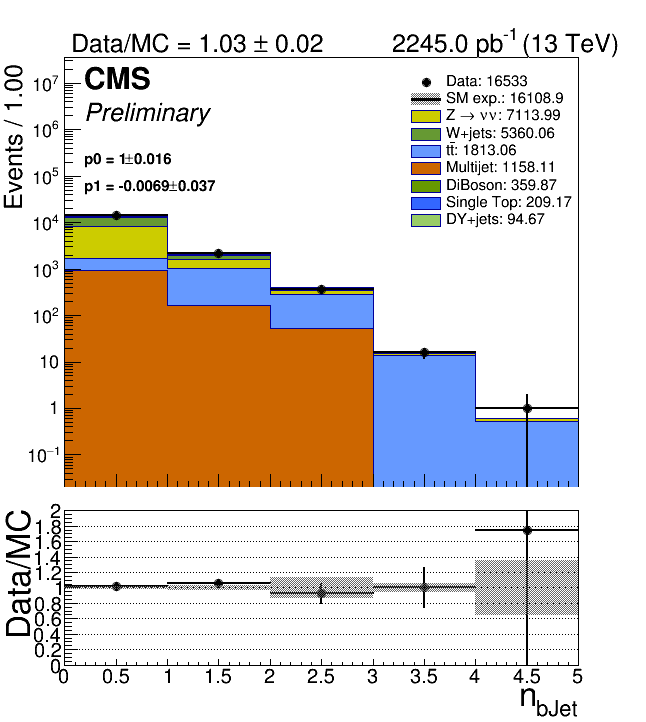 Data/MC = 1.03 ± 0.02
2245.0 pb⁻¹ (13 TeV)
CMS
Preliminary
p0 = 1±0.016
p1 = -0.0069±0.037
Data: 16533
SM exp.: 16108.9
Z → νν: 7113.99
W+jets: 5360.06
tt̄: 1813.06
Multijet: 1158.11
DiBoson: 359.87
Single Top: 209.17
DY+jets: 94.67
Events / 1.00
10⁷
10⁶
10⁵
10⁴
10³
10²
10
1
10⁻¹
Data/MC
2
1.8
1.6
1.4
1.2
1
0.8
0.6
0.4
0.2
0
0 0.5 1 1.5 2 2.5 3 3.5 4 4.5 5
n_bJet